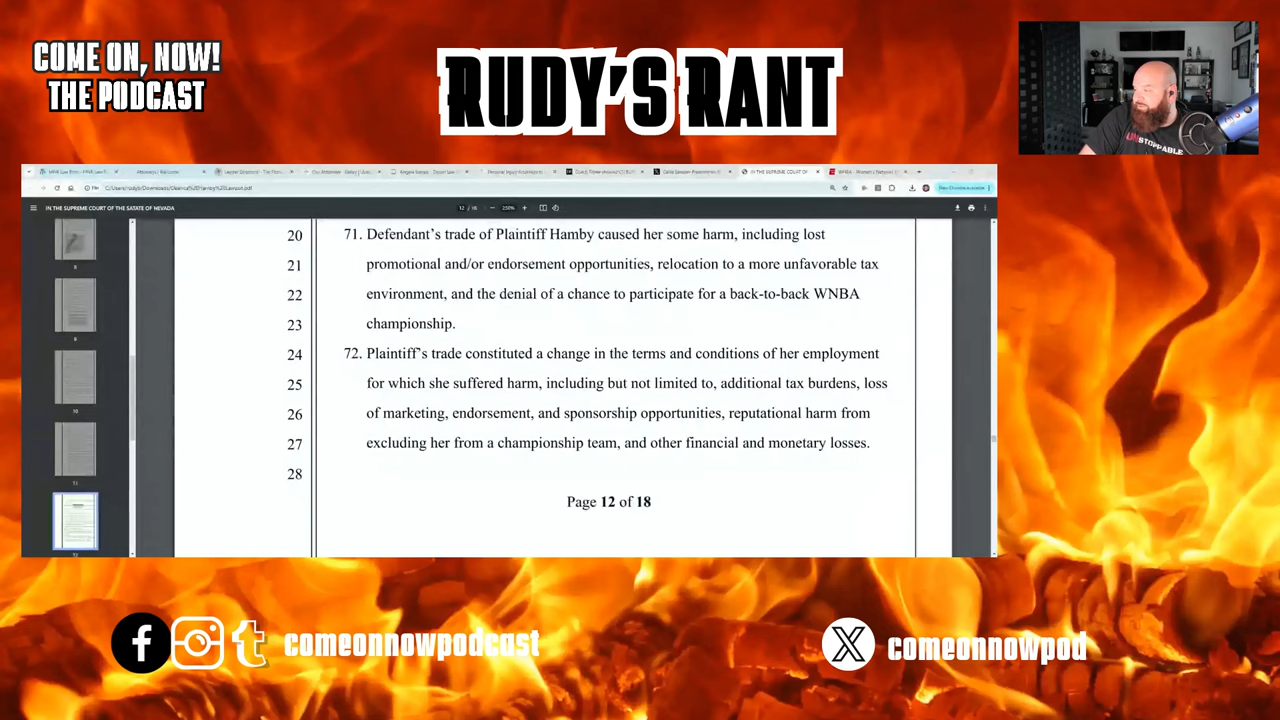 COME ON, NOW!
THE PODCAST
RUDY'S RANT
UNSTOPPABLE
IN THE SUPREME COURT OF THE SATATE OF NEVADA
12 / 18
20 71. Defendant's trade of Plaintiff Hamby caused her some harm, including lost
21 promotional and/or endorsement opportunities, relocation to a more unfavorable tax
22 environment, and the denial of a chance to participate for a back-to-back WNBA
23 championship.
24 72. Plaintiff's trade constituted a change in the terms and conditions of her employment
25 for which she suffered harm, including but not limited to, additional tax burdens, loss
26 of marketing, endorsement, and sponsorship opportunities, reputational harm from
27 excluding her from a championship team, and other financial and monetary losses.
28
Page 12 of 18
10
11
12
comeonnowpodcast
comeonnowpod